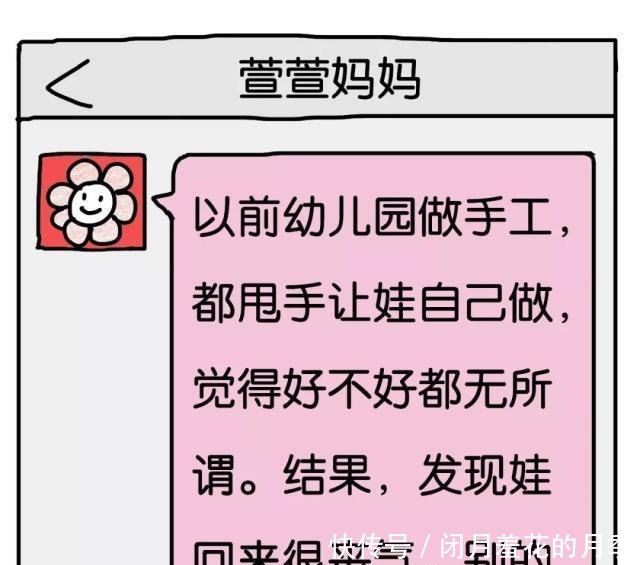 萱萱妈妈
以前幼儿园做手工，
都甩手让娃自己做，
觉得好不好都无所
谓。结果，发现娃
回来很
快传号 / 闭月羞花的月